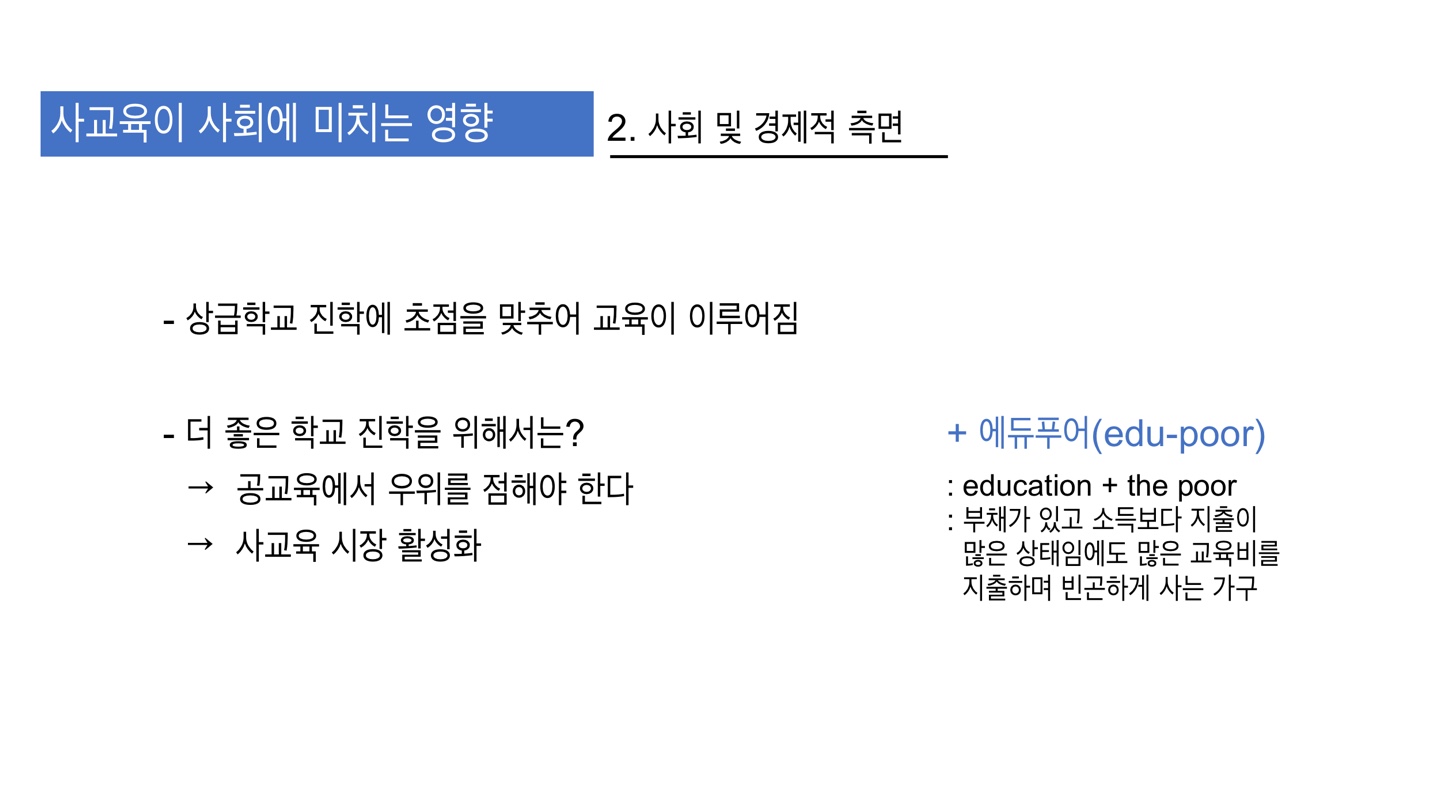 사교육이 사회에 미치는 영향
2. 사회 및 경제적 측면
- 상급학교 진학에 초점을 맞추어 교육이 이루어짐
- 더 좋은 학교 진학을 위해서는?
→ 공교육에서 우위를 점해야 한다
→ 사교육 시장 활성화
+ 에듀푸어(edu-poor)
: education + the poor
: 부채가 있고 소득보다 지출이
많은 상태임에도 많은 교육비를
지출하며 빈곤하게 사는 가구